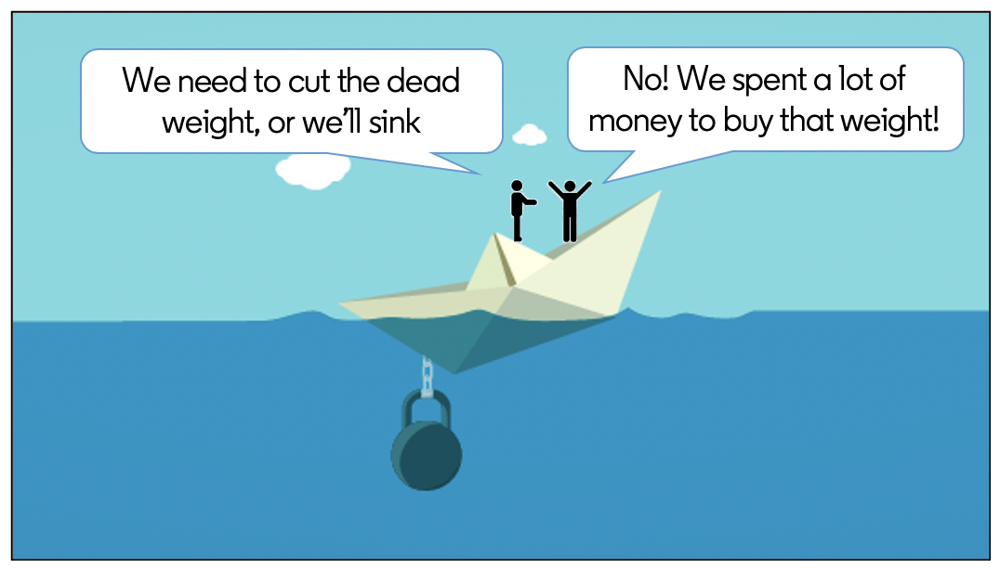 We need to cut the dead
weight, or we’ll sink
No! We spent a lot of
money to buy that weight!